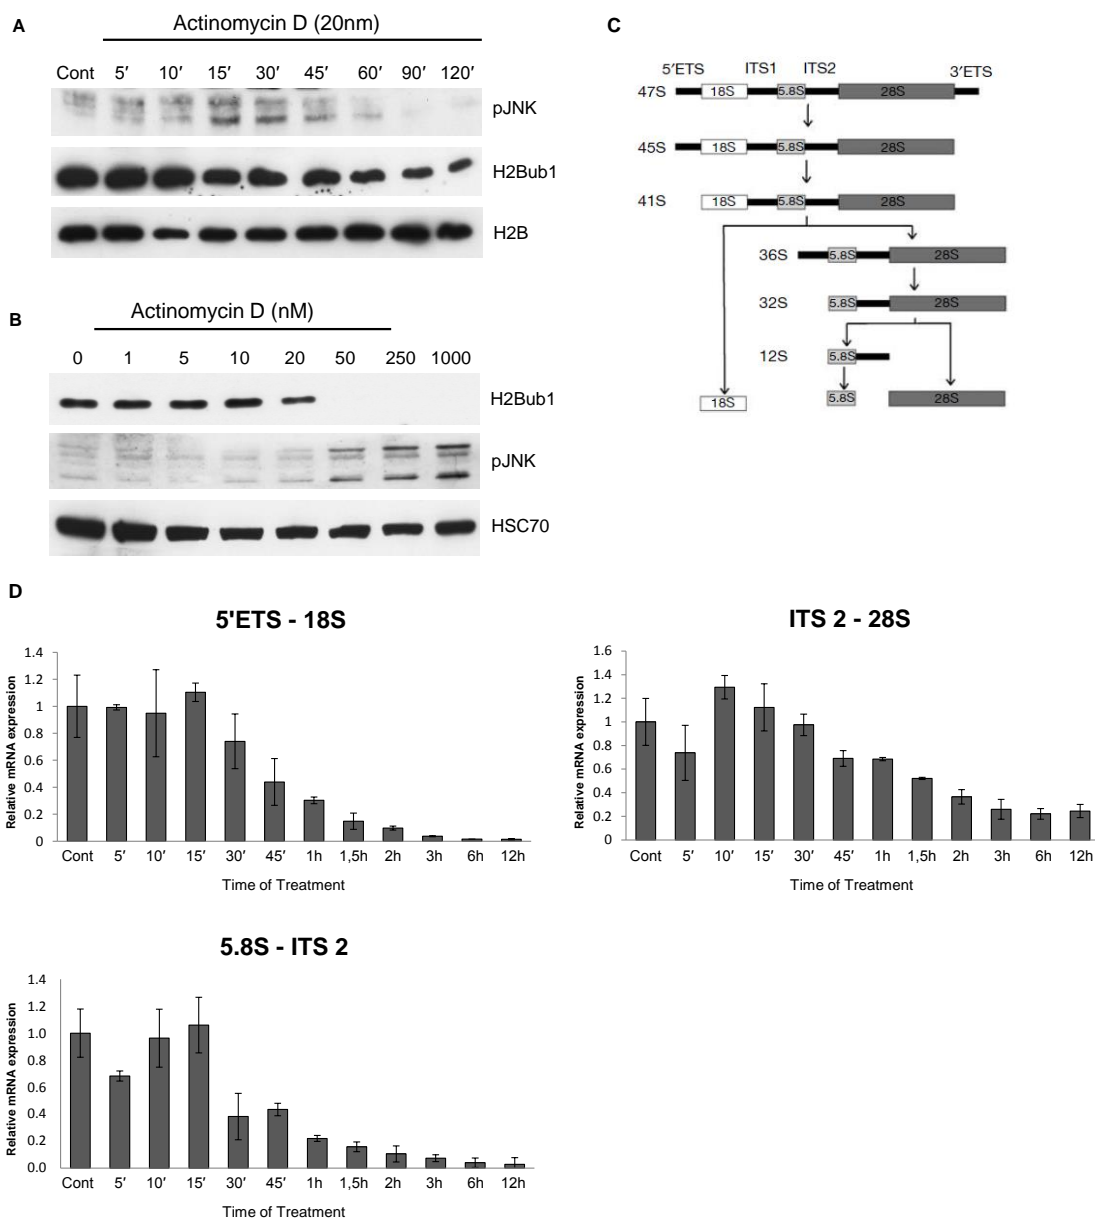 A
Actinomycin D (20nm)
Cont 5′ 10′ 15′ 30′ 45′ 60′ 90′ 120′
pJNK
H2Bub1
H2B
B
Actinomycin D (nM)
0 1 5 10 20 50 250 1000
H2Bub1
pJNK
HSC70
C
5′ETS ITS1 ITS2 3′ETS
47S 18S 5.8S 28S
45S 18S 5.8S 28S
41S 18S 5.8S 28S
36S 5.8S 28S
32S 5.8S 28S
12S 5.8S
18S 5.8S 28S
D
5'ETS - 18S
Relative mRNA expression
1.4
1.2
1
0.8
0.6
0.4
0.2
0
Cont 5′ 10′ 15′ 30′ 45′ 1h 1,5h 2h 3h 6h 12h
Time of Treatment
ITS 2 - 28S
Relative mRNA expression
1.6
1.4
1.2
1
0.8
0.6
0.4
0.2
0
Cont 5′ 10′ 15′ 30′ 45′ 1h 1,5h 2h 3h 6h 12h
Time of Treatment
5.8S - ITS 2
Relative mRNA expression
1.4
1.2
1.0
0.8
0.6
0.4
0.2
0.0
Cont 5′ 10′ 15′ 30′ 45′ 1h 1,5h 2h 3h 6h 12h
Time of Treatment